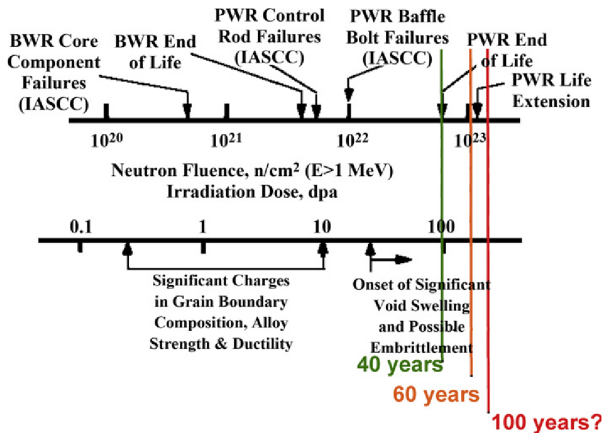 BWR Core
Component
Failures
(IASCC)
BWR End
of Life
PWR Control
Rod Failures
(IASCC)
PWR Baffle
Bolt Failures
(IASCC)
PWR End
of Life
PWR Life
Extension
10²⁰ 10²¹ 10²² 10²³
Neutron Fluence, n/cm² (E>1 MeV)
Irradiation Dose, dpa
0.1 1 10 100
Significant Charges
in Grain Boundary
Composition, Alloy
Strength & Ductility
Onset of Significant
Void Swelling
and Possible
Embrittlement
40 years
60 years
100 years?